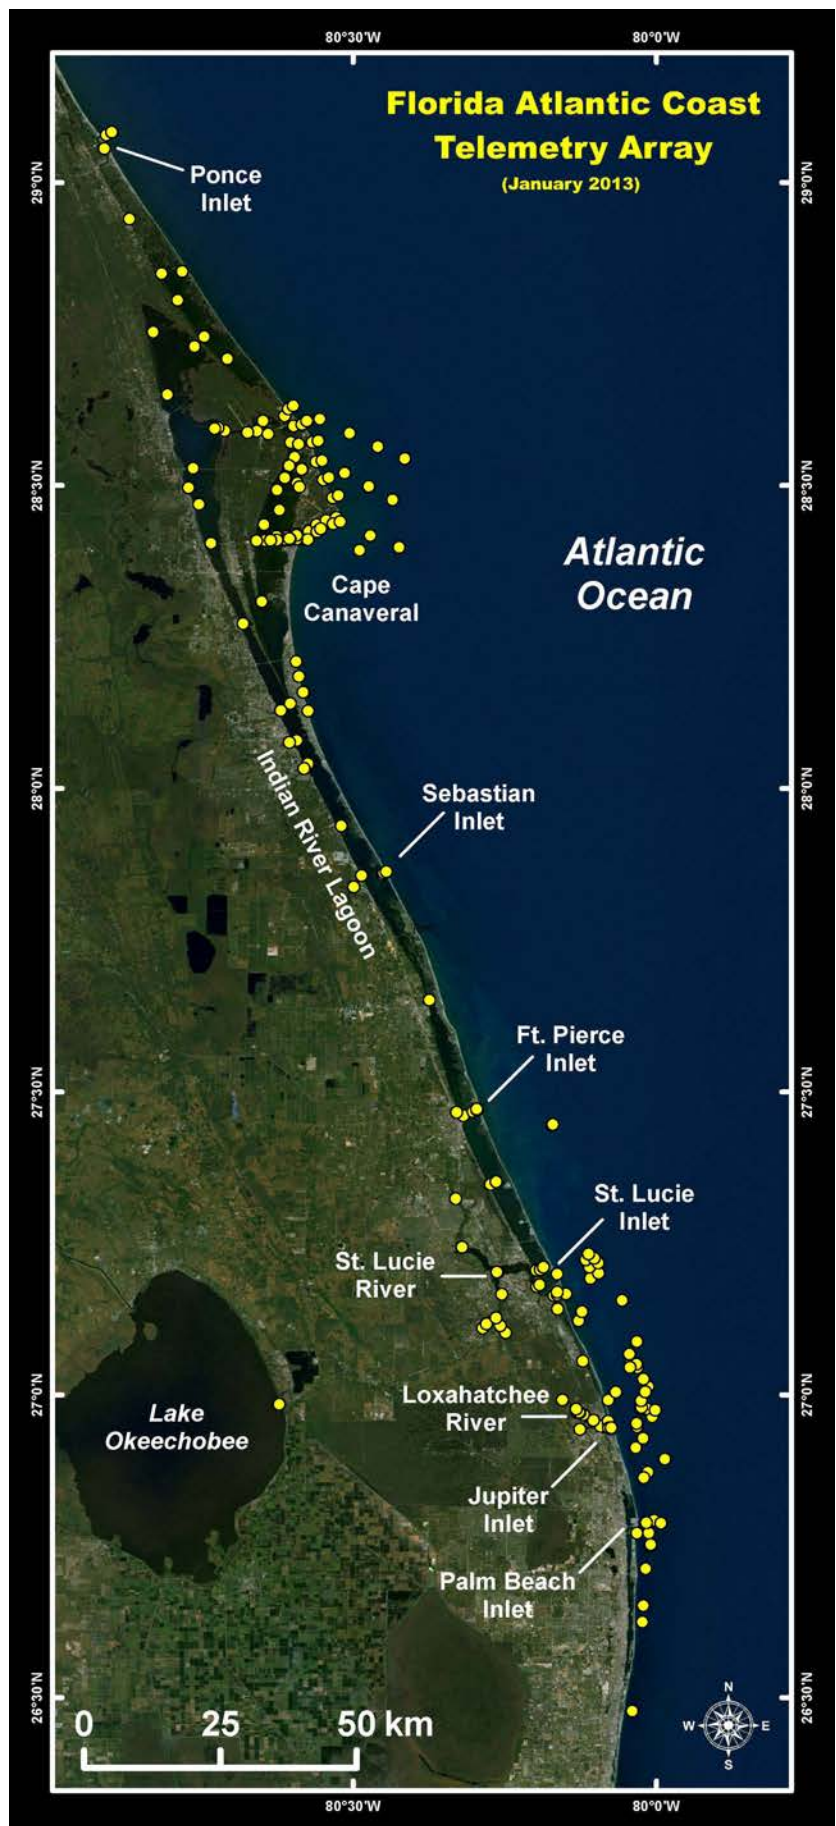 80°30'W
80°0'W
Florida Atlantic Coast
Telemetry Array
(January 2013)
29°0'N
29°0'N
Ponce
Inlet
28°30'N
28°30'N
Atlantic
Ocean
Cape
Canaveral
28°0'N
28°0'N
Indian River Lagoon
Sebastian
Inlet
Ft. Pierce
Inlet
27°30'N
27°30'N
St. Lucie
Inlet
St. Lucie
River
27°0'N
27°0'N
Loxahatchee
River
Lake
Okeechobee
Jupiter
Inlet
Palm Beach
Inlet
26°30'N
26°30'N
0 25 50 km
N
W E
S
80°30'W
80°0'W